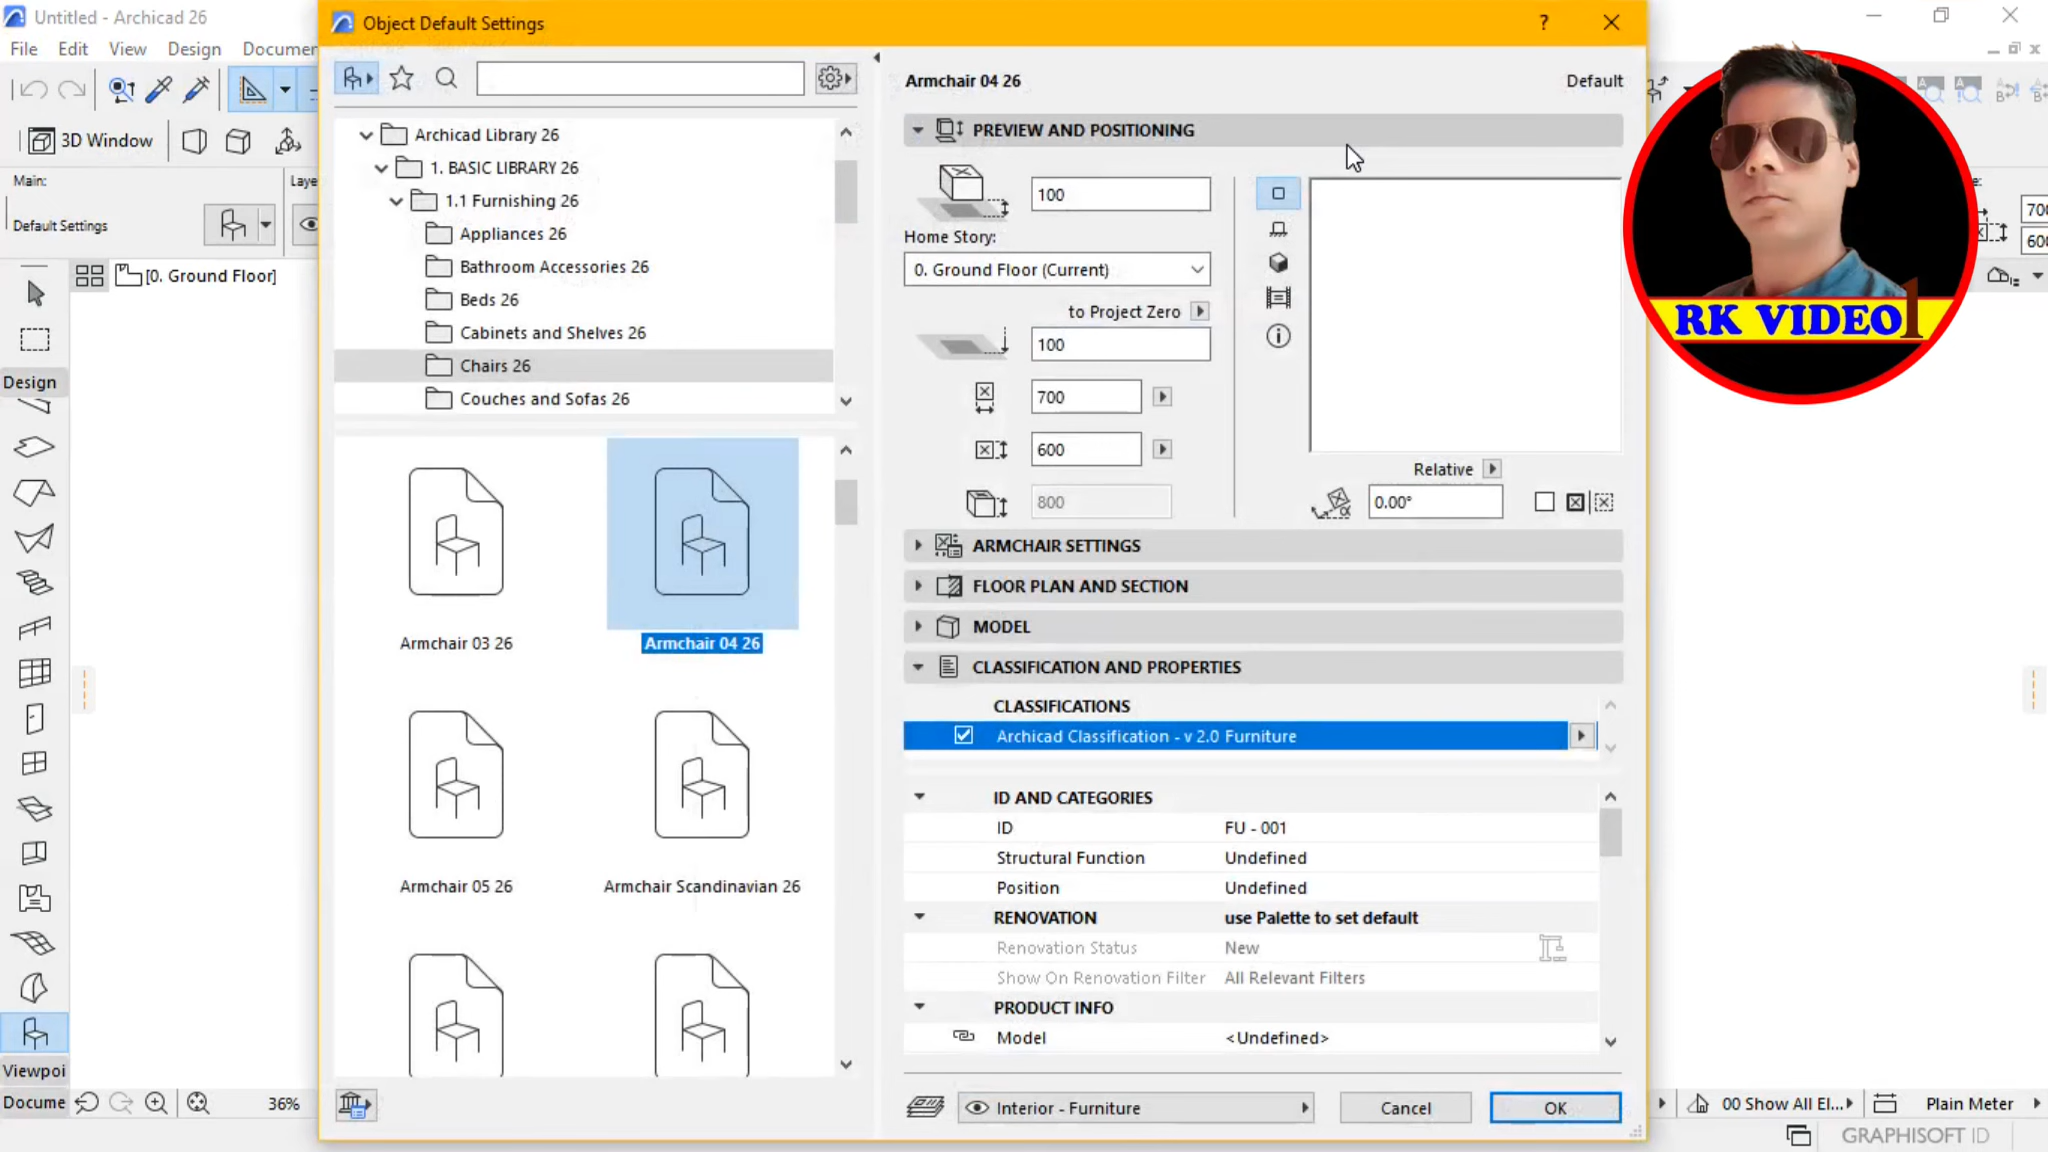 Untitled - Archicad 26
File Edit View Design Documen
3D Window
Main:
Laye
Default Settings
[0. Ground Floor]
Design
Viewpoi
Docume
36%
Object Default Settings
?
Archicad Library 26
1. BASIC LIBRARY 26
1.1 Furnishing 26
Appliances 26
Bathroom Accessories 26
Beds 26
Cabinets and Shelves 26
Chairs 26
Couches and Sofas 26
Armchair 03 26
Armchair 04 26
Armchair 05 26
Armchair Scandinavian 26
Armchair 04 26
Default
PREVIEW AND POSITIONING
100
Home Story:
0. Ground Floor (Current)
to Project Zero
100
700
600
800
Relative
0.00°
ARMCHAIR SETTINGS
FLOOR PLAN AND SECTION
MODEL
CLASSIFICATION AND PROPERTIES
CLASSIFICATIONS
Archicad Classification - v 2.0 Furniture
ID AND CATEGORIES
ID FU - 001
Structural Function Undefined
Position Undefined
RENOVATION use Palette to set default
Renovation Status New
Show On Renovation Filter All Relevant Filters
PRODUCT INFO
Model <Undefined>
Interior - Furniture
Cancel
OK
RK VIDEO1
700
600
00 Show All El...
Plain Meter
GRAPHISOFT ID